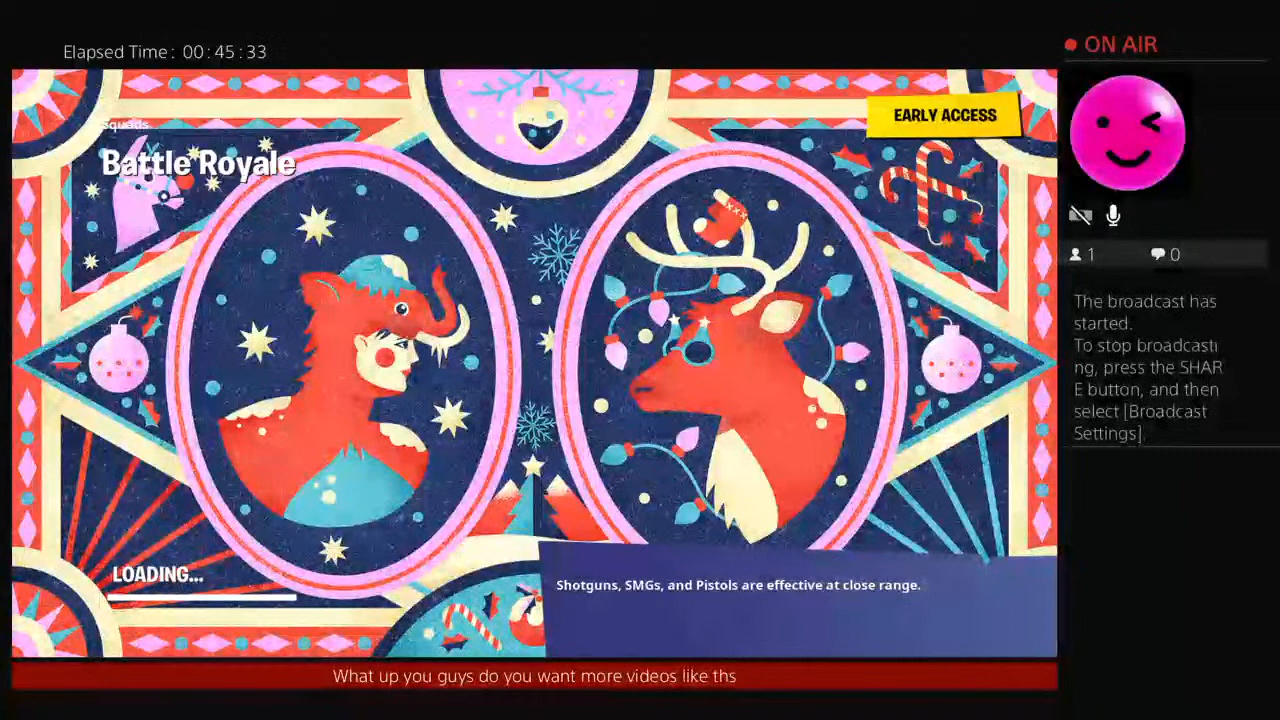 Elapsed Time: 00:45:33
ON AIR
Squads
Battle Royale
EARLY ACCESS
1
0
The broadcast has
started.
To stop broadcasti
ng, press the SHAR
E button, and then
select [Broadcast
Settings].
LOADING...
Shotguns, SMGs, and Pistols are effective at close range.
What up you guys do you want more videos like ths